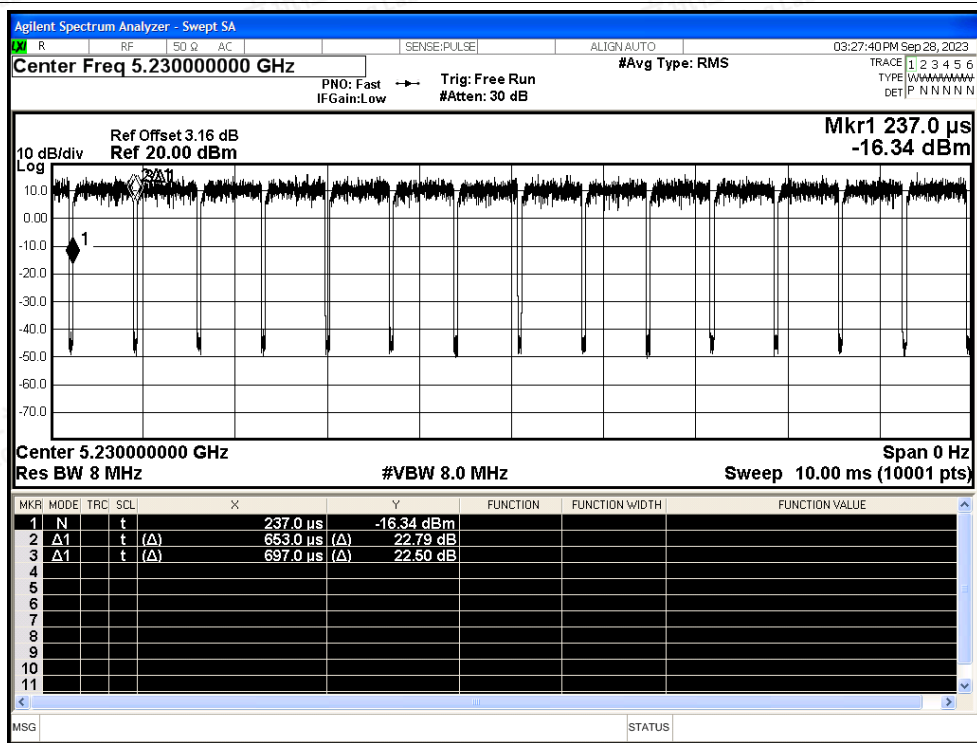 Agilent Spectrum Analyzer - Swept SA
LXI R RF 50 Ω AC SENSE:PULSE ALIGN AUTO 03:27:40 PM Sep 28, 2023
Center Freq 5.230000000 GHz #Avg Type: RMS TRACE 1 2 3 4 5 6
PNO: Fast Trig: Free Run TYPE WWWWWW
IFGain:Low #Atten: 30 dB DET P N N N N N
Mkr1 237.0 µs
Ref Offset 3.16 dB
10 dB/div Ref 20.00 dBm -16.34 dBm
Log
10.0
0.00
-10.0
-20.0
-30.0
-40.0
-50.0
-60.0
-70.0
1
Center 5.230000000 GHz Span 0 Hz
Res BW 8 MHz #VBW 8.0 MHz Sweep 10.00 ms (10001 pts)
MKR MODE TRC SCL X Y FUNCTION FUNCTION WIDTH FUNCTION VALUE
1 N t 237.0 µs -16.34 dBm
2 Δ1 t (Δ) 653.0 µs (Δ) 22.79 dB
3 Δ1 t (Δ) 697.0 µs (Δ) 22.50 dB
4
5
6
7
8
9
10
11
MSG STATUS